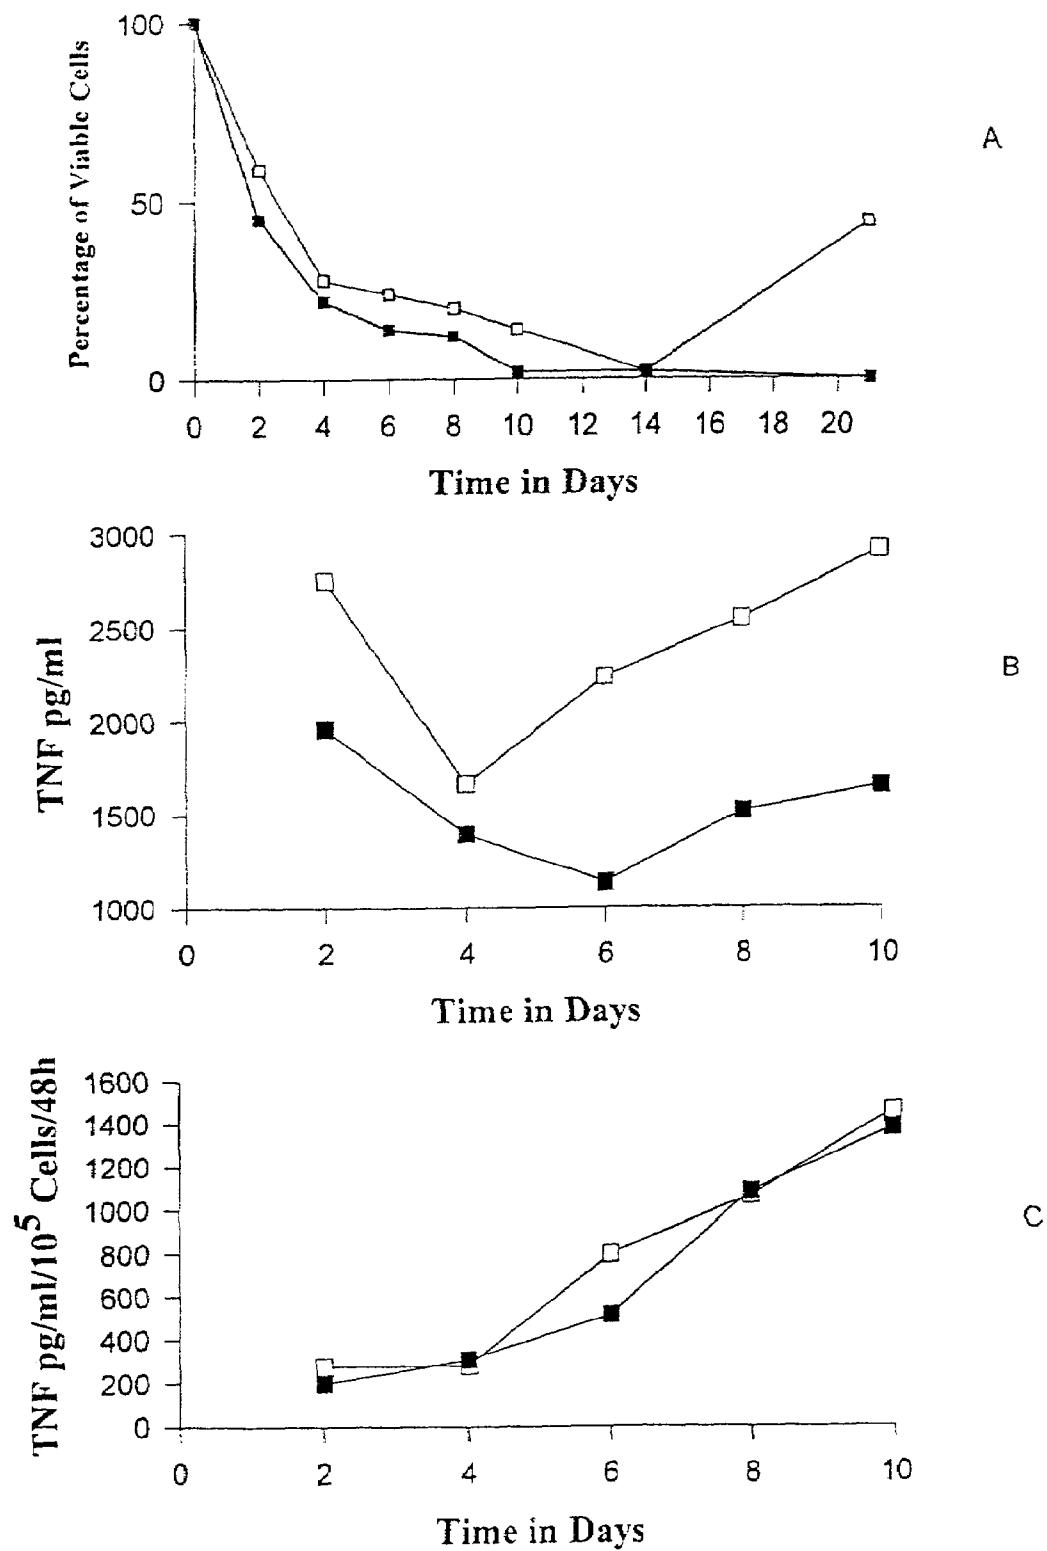 100
50
0
Percentage of Viable Cells
A
0 2 4 6 8 10 12 14 16 18 20
Time in Days
3000
2500
2000
1500
1000
TNF pg/ml
B
0 2 4 6 8 10
Time in Days
1600
1400
1200
1000
800
600
400
200
0
TNF pg/ml/10⁵ Cells/48h
C
0 2 4 6 8 10
Time in Days